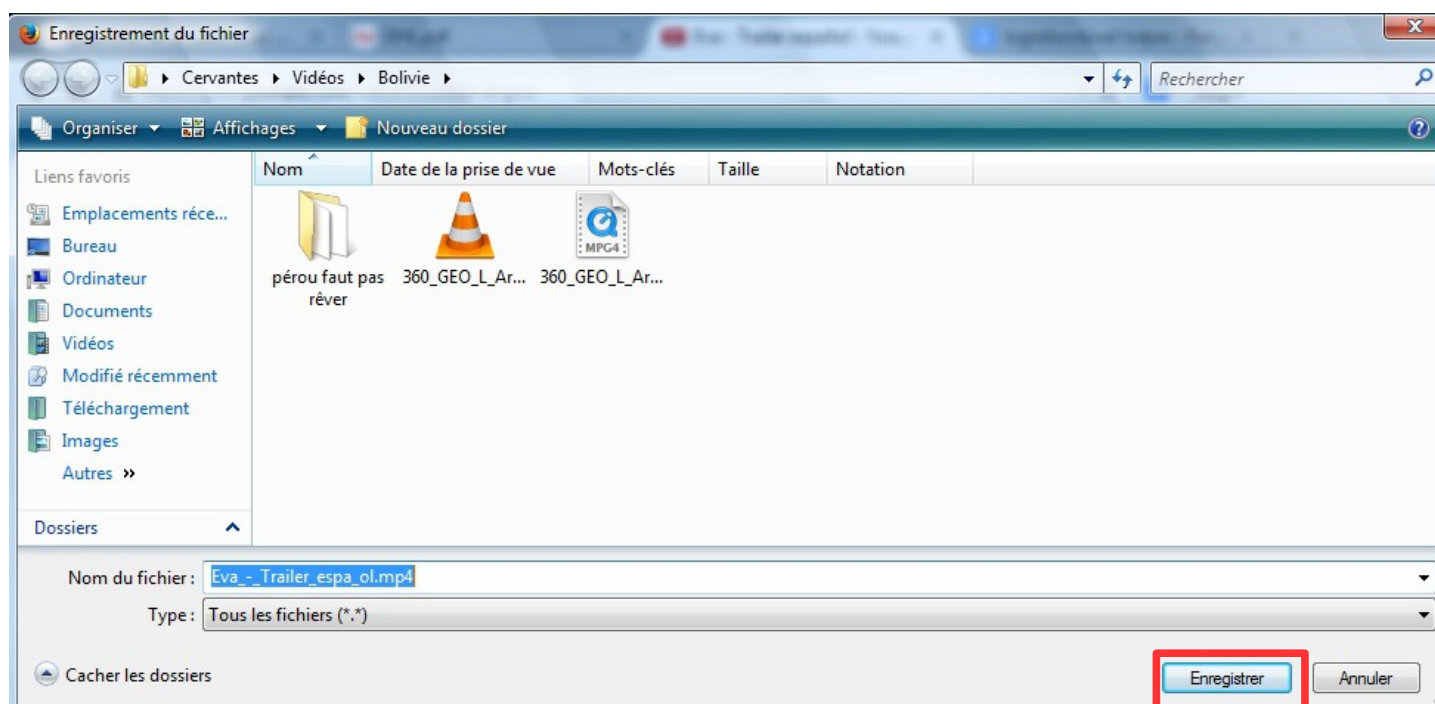 Enregistrement du fichier
Cervantes Vidéos Bolivie
Rechercher
Organiser Affichages Nouveau dossier
Liens favoris
Nom Date de la prise de vue Mots-clés Taille Notation
Emplacements réce...
Bureau
Ordinateur
Documents
Vidéos
Modifié récemment
Téléchargement
Images
Autres »
MPG4
pérou faut pas rêver
360_GEO_L_Ar...
360_GEO_L_Ar...
Dossiers
Nom du fichier : Eva_-_Trailer_espa_ol.mp4
Type : Tous les fichiers (*.*)
Cacher les dossiers
Enregistrer
Annuler